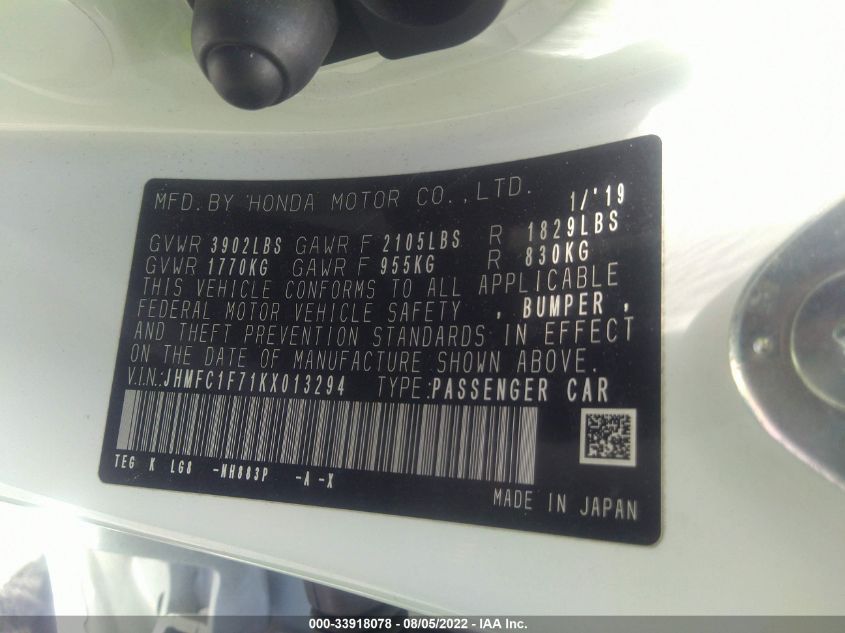 MFD. BY HONDA MOTOR CO., LTD. 1/'19
GVWR 3902LBS GAWR F 2105LBS R 1829LBS
GVWR 1770KG GAWR F 955KG R 830KG
THIS VEHICLE CONFORMS TO ALL APPLICABLE
FEDERAL MOTOR VEHICLE SAFETY , BUMPER ,
AND THEFT PREVENTION STANDARDS IN EFFECT
ON THE DATE OF MANUFACTURE SHOWN ABOVE.
V.I.N.:JHMFC1F71KX013294 TYPE:PASSENGER CAR
TEG K LG8 -NH883P -A -X
MADE IN JAPAN
000-33918078 - 08/05/2022 - IAA Inc.